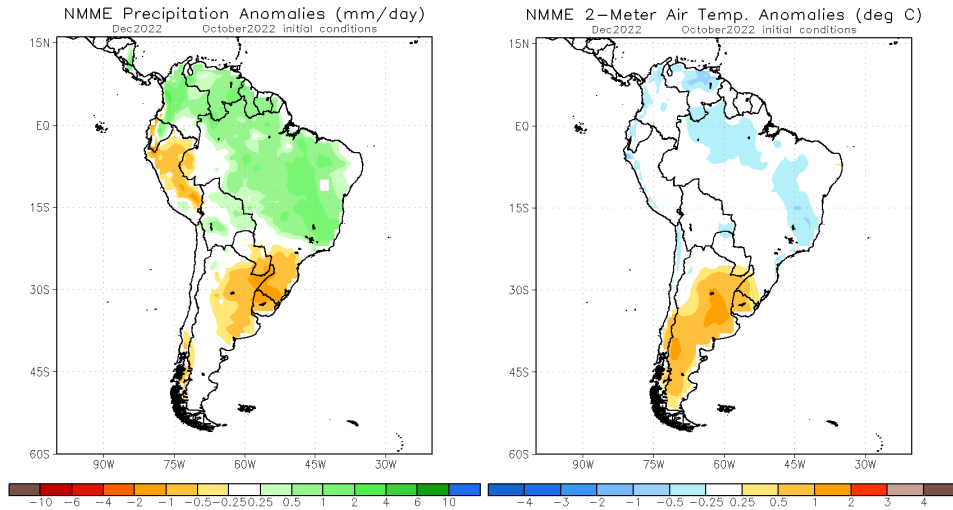 NMME Precipitation Anomalies (mm/day)
Dec2022 October2022 initial conditions
15N
EQ
15S
30S
45S
60S
90W 75W 60W 45W 30W
-10 -6 -4 -2 -1 -0.5 -0.25 0.25 0.5 1 2 4 6 10
NMME 2-Meter Air Temp. Anomalies (deg C)
Dec2022 October2022 initial conditions
15N
EQ
15S
30S
45S
60S
90W 75W 60W 45W 30W
-4 -3 -2 -1 -0.5 -0.25 0.25 0.5 1 2 3 4